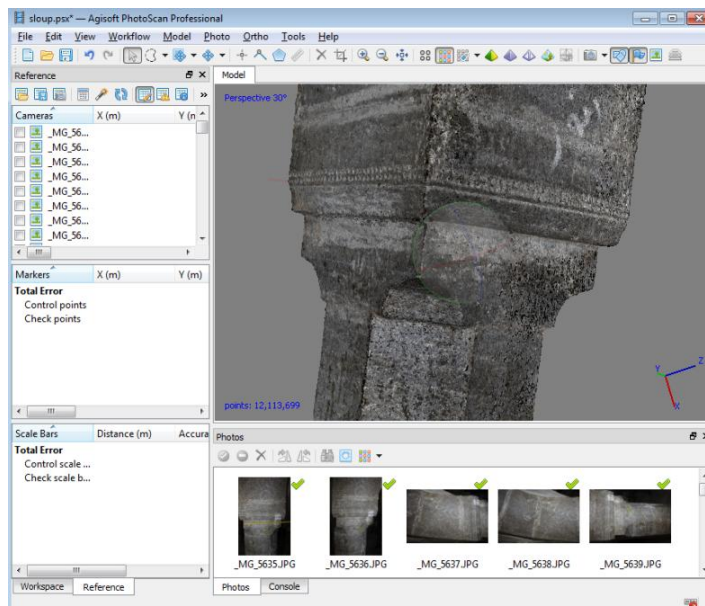 sloup.psx* — Agisoft PhotoScan Professional
File Edit View Workflow Model Photo Ortho Tools Help
Reference
Model
Cameras X (m) Y (n
_MG_56...
_MG_56...
_MG_56...
_MG_56...
_MG_56...
_MG_56...
_MG_56...
_MG_56...
Markers X (m) Y (m)
Total Error
Control points
Check points
Scale Bars Distance (m) Accura
Total Error
Control scale ...
Check scale b...
Workspace Reference
Perspective 30°
Y Z
X
points: 12,113,699
Photos
_MG_5635.JPG _MG_5636.JPG _MG_5637.JPG _MG_5638.JPG _MG_5639.JPG
Photos Console